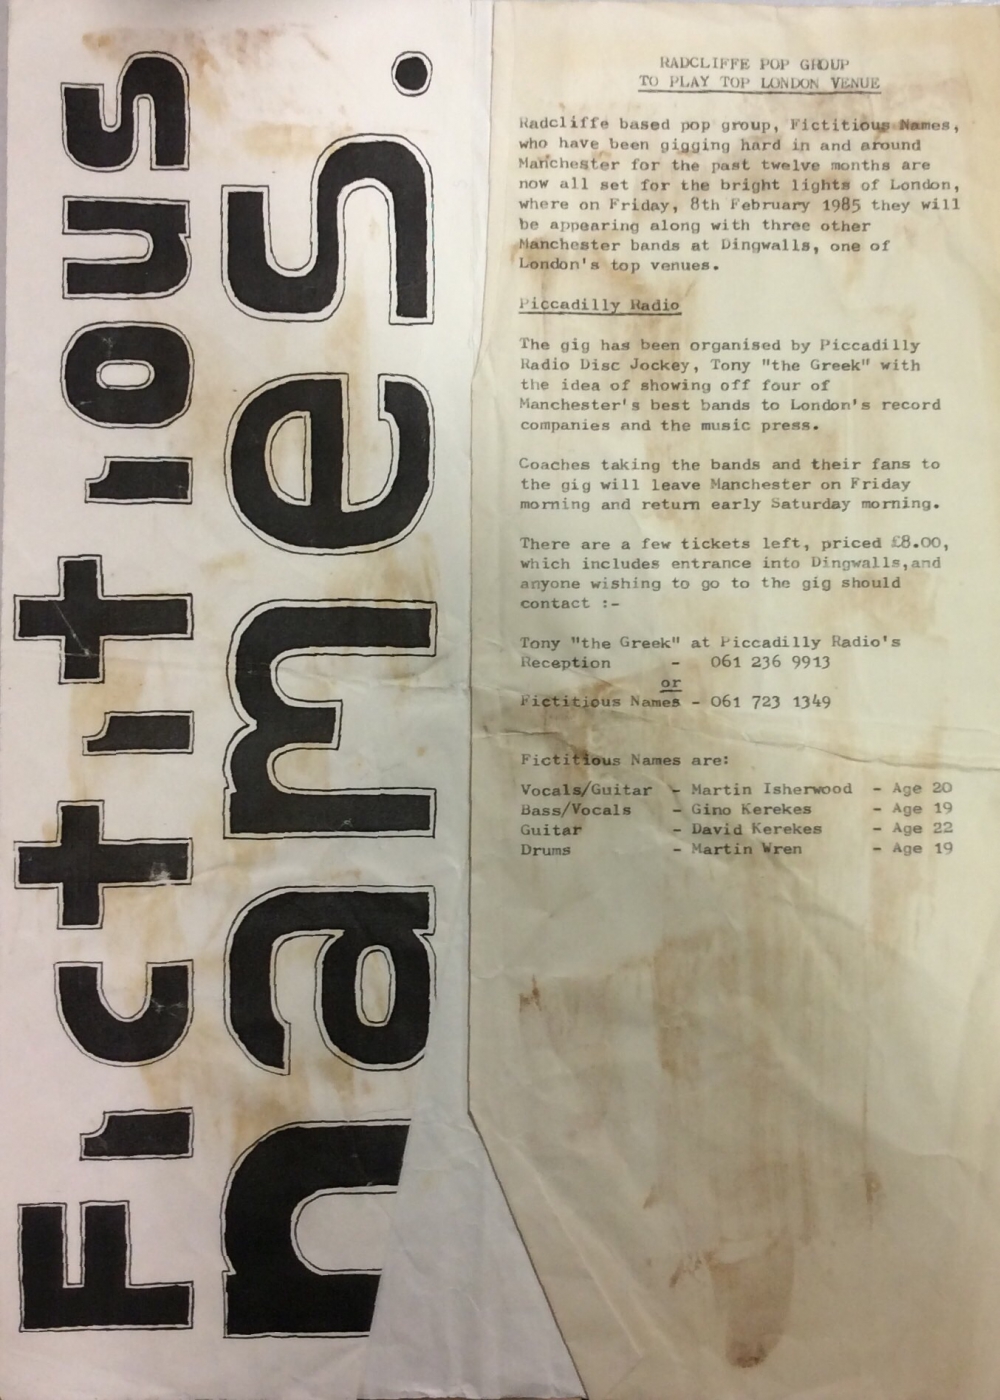 Fictitious
names.
RADCLIFFE POP GROUP
TO PLAY TOP LONDON VENUE
Radcliffe based pop group, Fictitious Names,
who have been gigging hard in and around
Manchester for the past twelve months are
now all set for the bright lights of London,
where on Friday, 8th February 1985 they will
be appearing along with three other
Manchester bands at Dingwalls, one of
London's top venues.
Piccadilly Radio
The gig has been organised by Piccadilly
Radio Disc Jockey, Tony "the Greek" with
the idea of showing off four of
Manchester's best bands to London's record
companies and the music press.
Coaches taking the bands and their fans to
the gig will leave Manchester on Friday
morning and return early Saturday morning.
There are a few tickets left, priced £8.00,
which includes entrance into Dingwalls,and
anyone wishing to go to the gig should
contact :-
Tony "the Greek" at Piccadilly Radio's
Reception - 061 236 9913
or
Fictitious Names - 061 723 1349
Fictitious Names are:
Vocals/Guitar - Martin Isherwood - Age 20
Bass/Vocals - Gino Kerekes - Age 19
Guitar - David Kerekes - Age 22
Drums - Martin Wren - Age 19